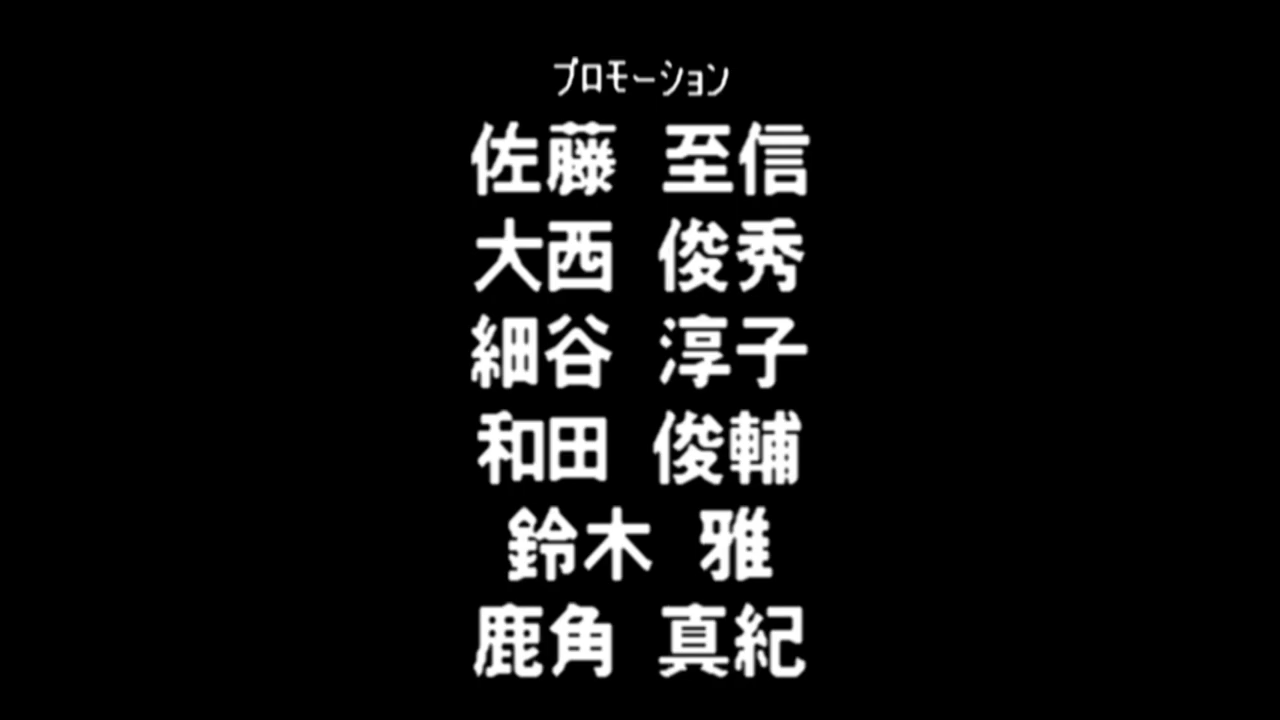 プロモーション
佐藤 至信
大西 俊秀
細谷 淳子
和田 俊輔
鈴木 雅
鹿角 真紀